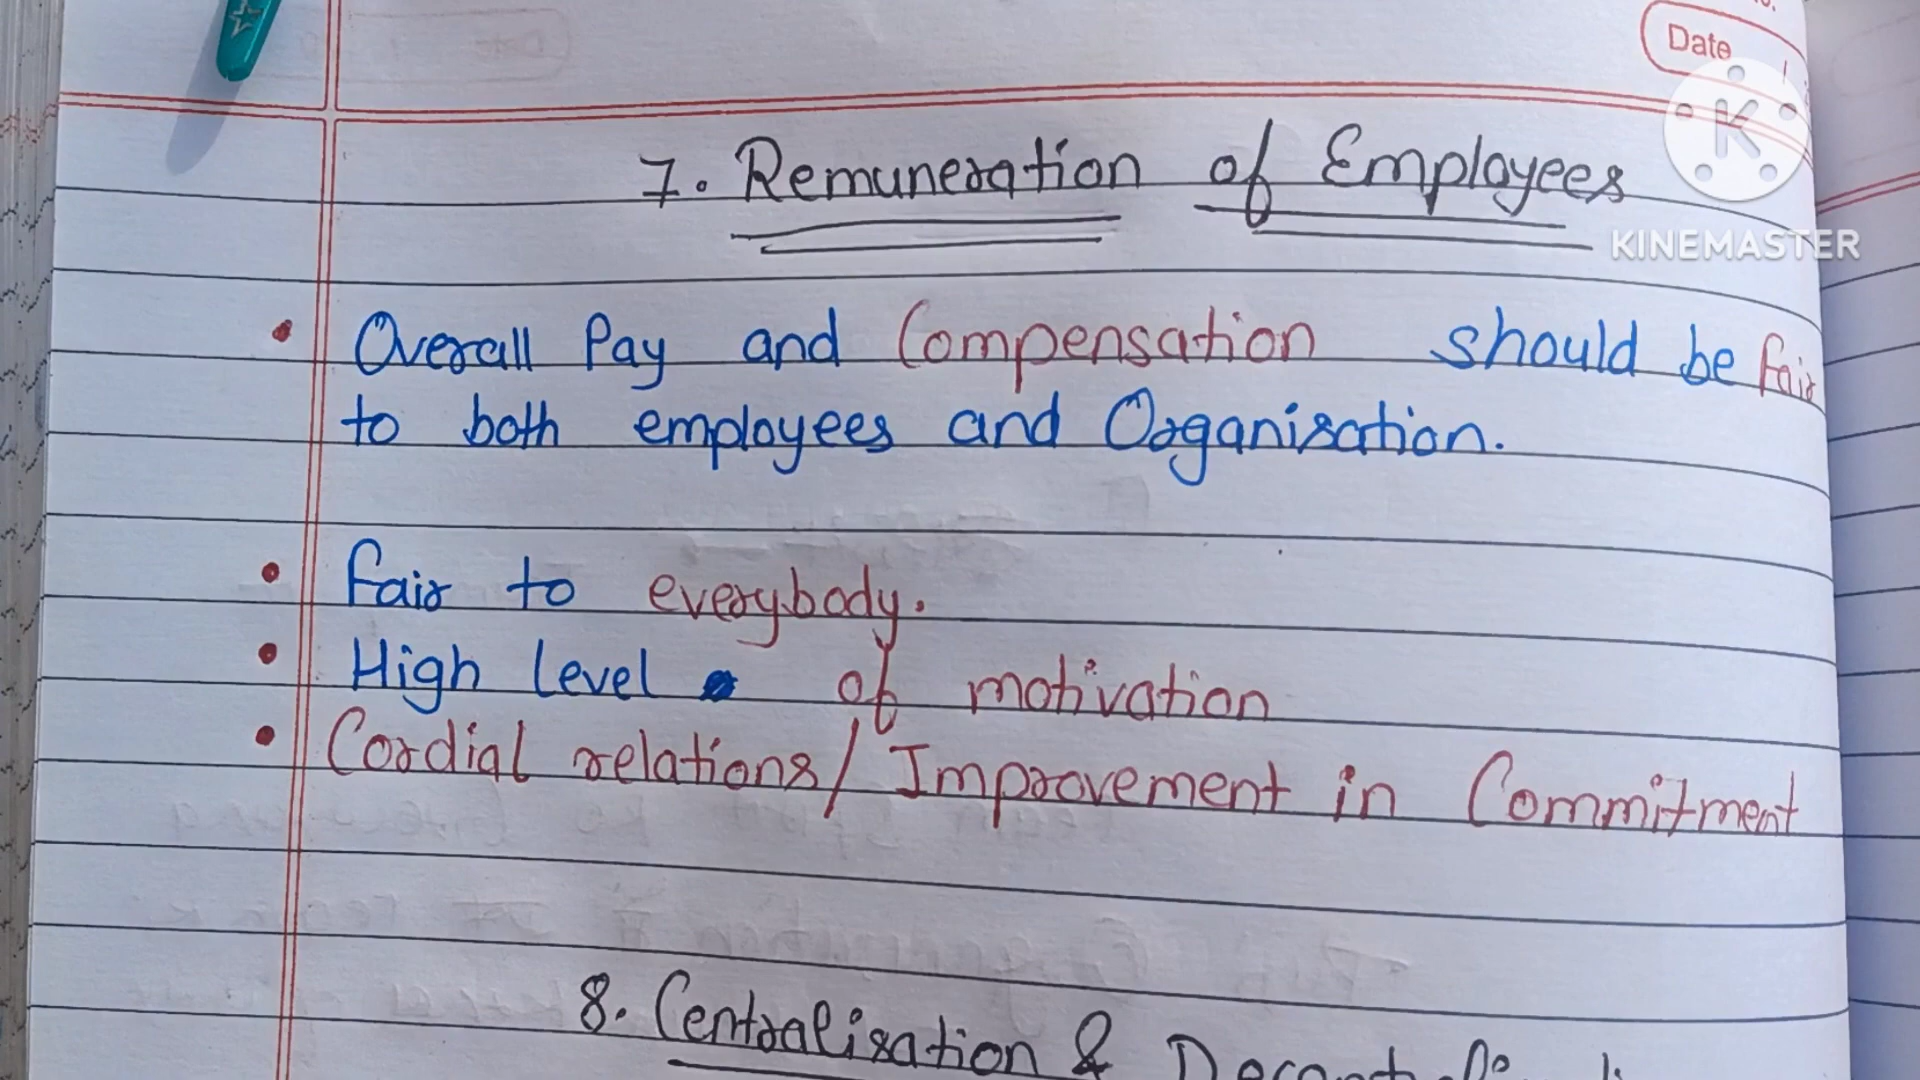 Date
7. Remuneration of Employees
KINEMASTER
• Overall Pay and Compensation should be fair
to both employees and Organisation.
• fair to everybody.
• High level of motivation
• Cordial relations/ Improvement in Commitment
8. Centralisation &